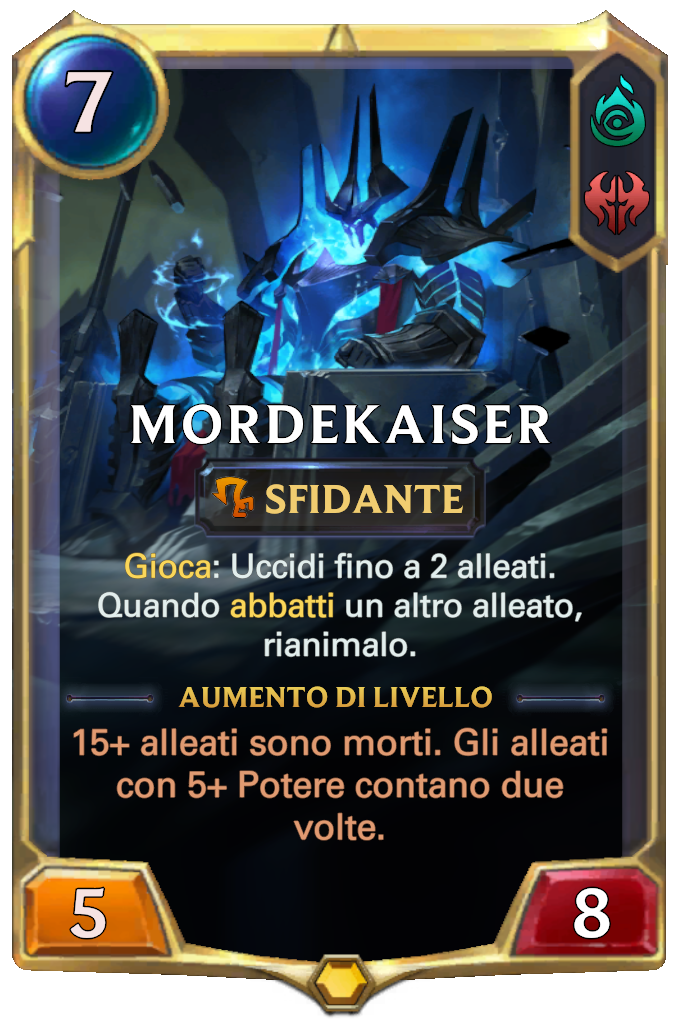 7
MORDEKAISER
SFIDANTE
Gioca: Uccidi fino a 2 alleati.
Quando abbatti un altro alleato,
rianimalo.
AUMENTO DI LIVELLO
15+ alleati sono morti. Gli alleati
con 5+ Potere contano due
volte.
5
8